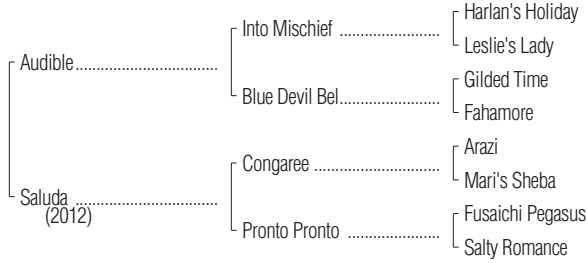 Harlan's Holiday
Into Mischief
Leslie's Lady
Audible
Gilded Time
Blue Devil Bel
Fahamore
Arazi
Congaree
Mari's Sheba
Saluda
(2012)
Fusaichi Pegasus
Pronto Pronto
Salty Romance